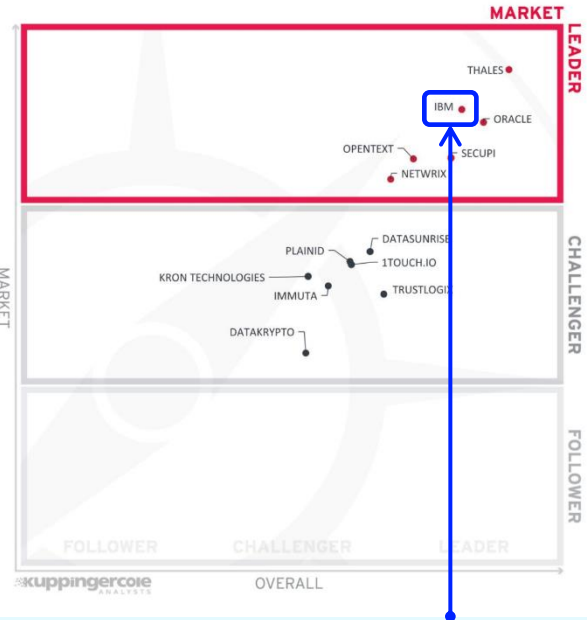 MARKET
LEADER
THALES
IBM
ORACLE
OPENTEXT
SECUPI
NETWRIX
DATASUNRISE
PLAINID
1TOUCH.IO
KRON TECHNOLOGIES
IMMUTA
TRUSTLOGIX
DATAKRYPTO
CHALLENGER
MARKET
FOLLOWER
FOLLOWER CHALLENGER LEADER
kuppingercole
ANALYSTS
OVERALL